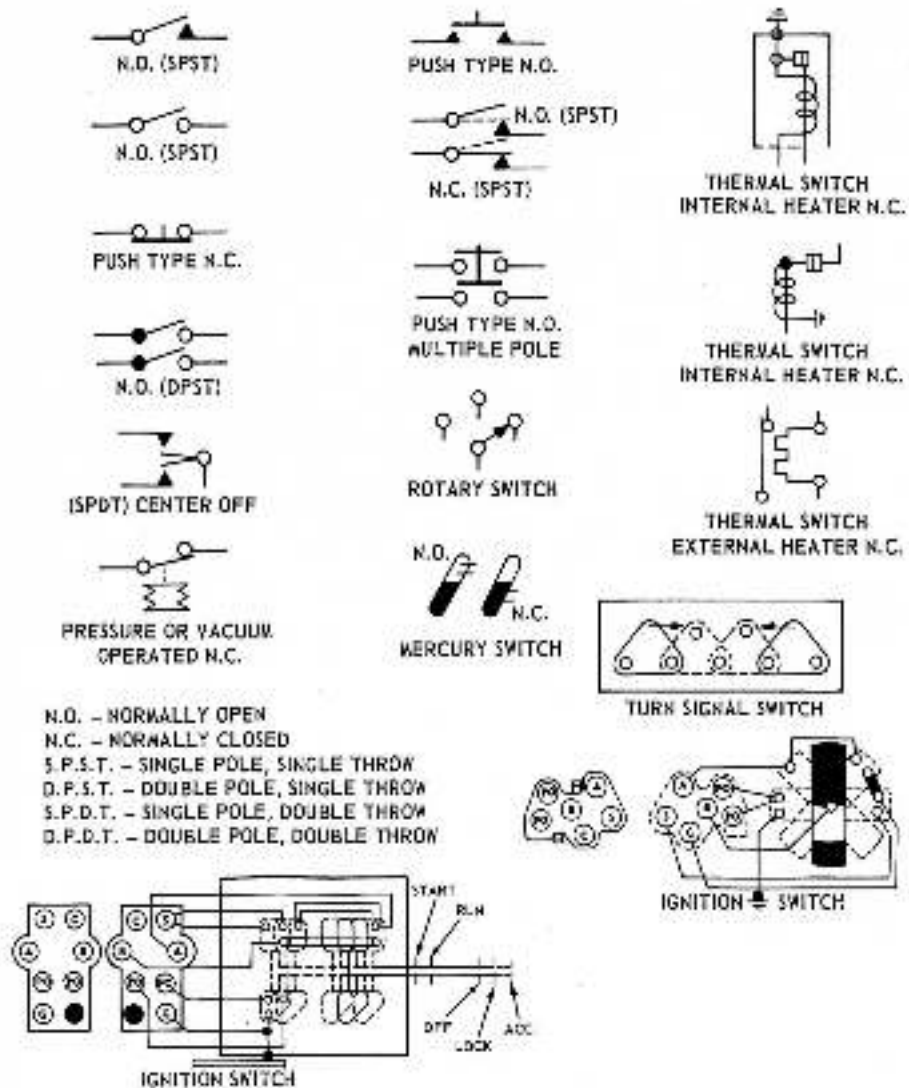 N.O. (SPST)
N.O. (SPST)
PUSH TYPE N.C.
N.O. (DPST)
(SPDT) CENTER OFF
PRESSURE OR VACUUM
OPERATED N.C.
PUSH TYPE N.O.
N.O. (SPST)
N.C. (SPST)
PUSH TYPE N.O.
MULTIPLE POLE
ROTARY SWITCH
N.O.
N.C.
MERCURY SWITCH
THERMAL SWITCH
INTERNAL HEATER N.C.
THERMAL SWITCH
INTERNAL HEATER N.C.
THERMAL SWITCH
EXTERNAL HEATER N.C.
TURN SIGNAL SWITCH
N.O. – NORMALLY OPEN
N.C. – NORMALLY CLOSED
S.P.S.T. – SINGLE POLE, SINGLE THROW
D.P.S.T. – DOUBLE POLE, SINGLE THROW
S.P.D.T. – SINGLE POLE, DOUBLE THROW
D.P.D.T. – DOUBLE POLE, DOUBLE THROW
IGNITION SWITCH
START
RUN
OFF
LOCK
ACC
IGNITION SWITCH